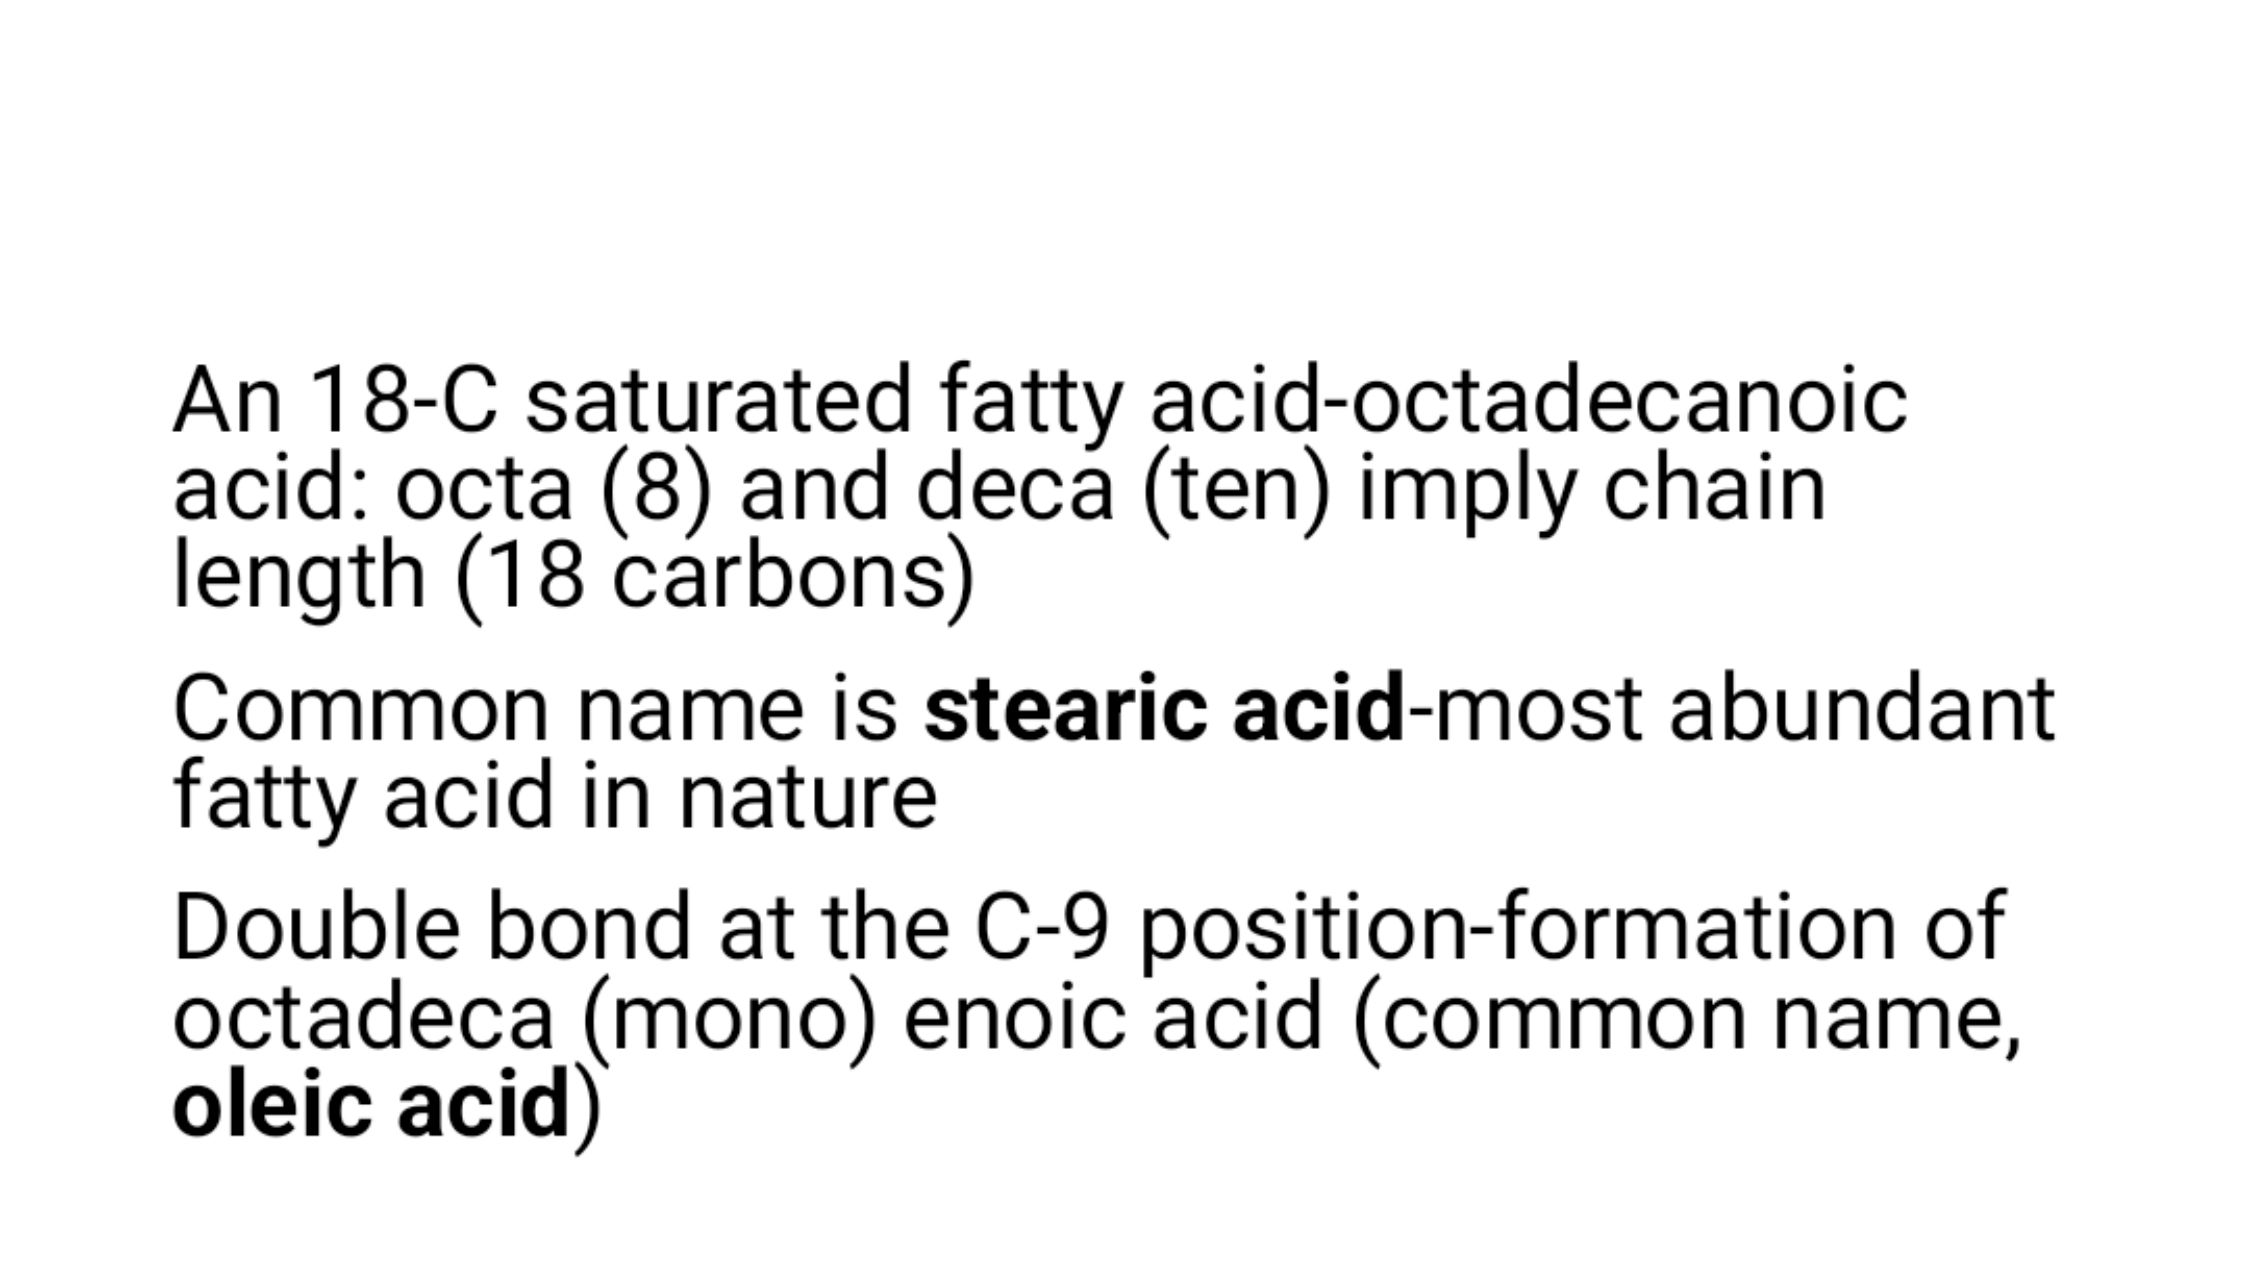 An 18-C saturated fatty acid-octadecanoic
acid: octa (8) and deca (ten) imply chain
length (18 carbons)
Common name is stearic acid-most abundant
fatty acid in nature
Double bond at the C-9 position-formation of
octadeca (mono) enoic acid (common name,
oleic acid)